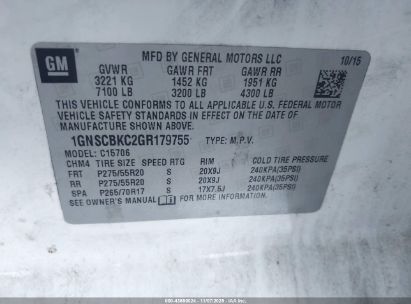 GM
MFD BY GENERAL MOTORS LLC
10/15
GVWR GAWR FRT GAWR RR
3221 KG 1452 KG 1951 KG
7100 LB 3200 LB 4300 LB
THIS VEHICLE CONFORMS TO ALL APPLICABLE U.S. FEDERAL MOTOR
VEHICLE SAFETY STANDARDS IN EFFECT ON THE DATE OF
MANUFACTURE SHOWN ABOVE.
1GNSCBKC2GR179755 TYPE: M.P.V.
MODEL: C15706
CHM4 TIRE SIZE SPEED RTG RIM COLD TIRE PRESSURE
FRT P275/55R20 S 20X9J 240KPA(35PSI)
RR P275/55R20 S 20X9J 240KPA(35PSI)
SPA P265/70R17 S 17X7.5J 240KPA(35PSI)
SEE OWNER'S MANUAL FOR ADDITIONAL INFORMATION.